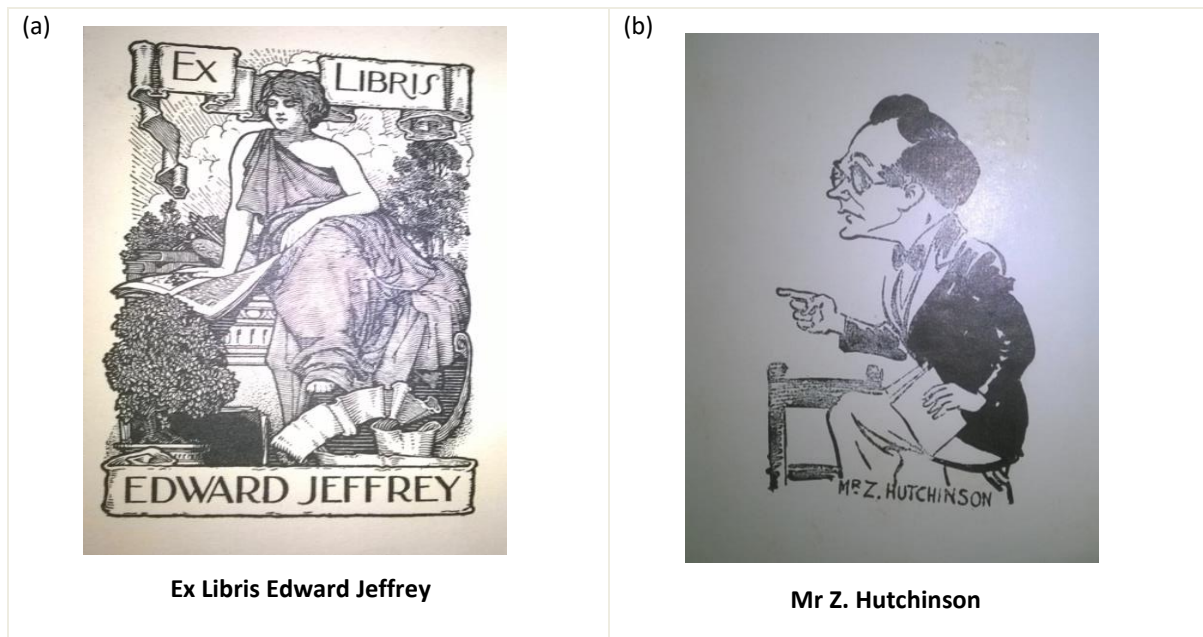 (a)
EX LIBRIS
EDWARD JEFFREY
Ex Libris Edward Jeffrey
(b)
MR Z. HUTCHINSON
Mr Z. Hutchinson